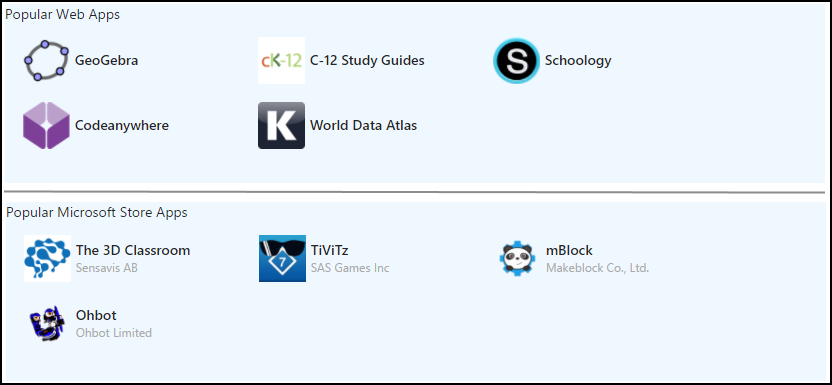 Popular Web Apps
GeoGebra
cK-12
C-12 Study Guides
S
Schoology
Codeanywhere
K
World Data Atlas
Popular Microsoft Store Apps
The 3D Classroom
Sensavis AB
7
TiViTz
SAS Games Inc
mBlock
Makeblock Co., Ltd.
Ohbot
Ohbot Limited